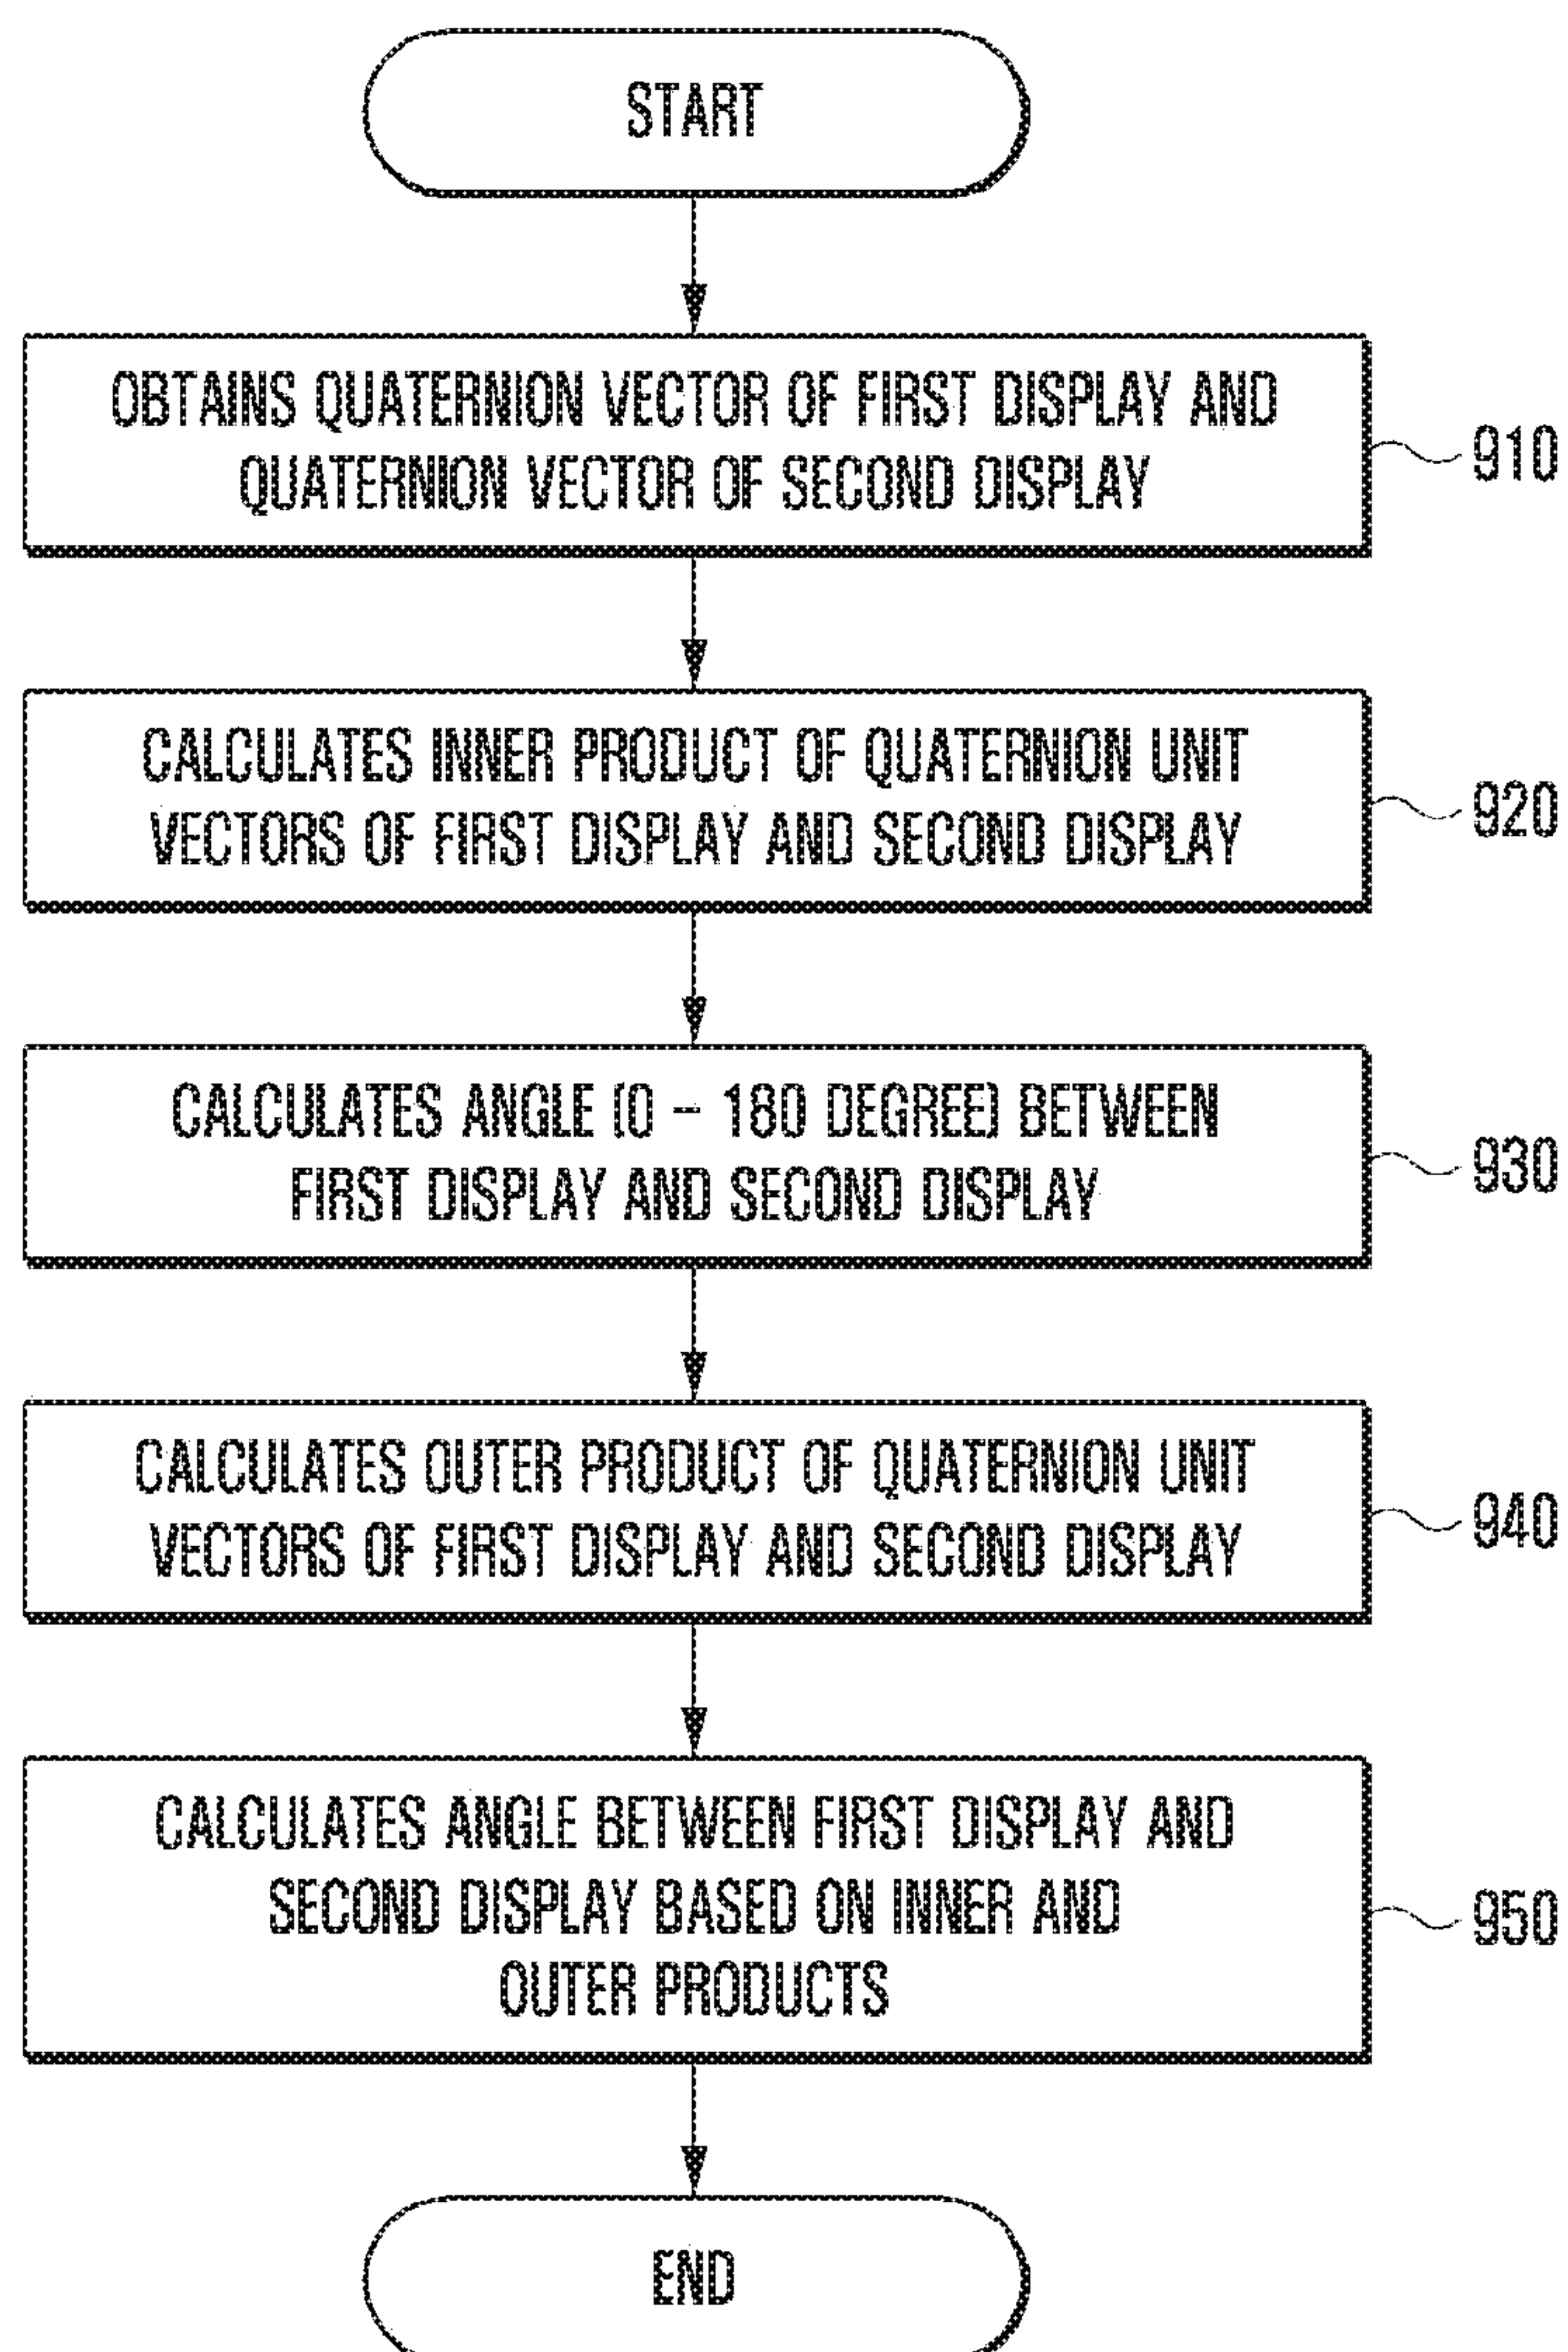 START
OBTAINS QUATERNION VECTOR OF FIRST DISPLAY AND
QUATERNION VECTOR OF SECOND DISPLAY
910
CALCULATES INNER PRODUCT OF QUATERNION UNIT
VECTORS OF FIRST DISPLAY AND SECOND DISPLAY
920
CALCULATES ANGLE (0 - 180 DEGREE) BETWEEN
FIRST DISPLAY AND SECOND DISPLAY
930
CALCULATES OUTER PRODUCT OF QUATERNION UNIT
VECTORS OF FIRST DISPLAY AND SECOND DISPLAY
940
CALCULATES ANGLE BETWEEN FIRST DISPLAY AND
SECOND DISPLAY BASED ON INNER AND
OUTER PRODUCTS
950
END